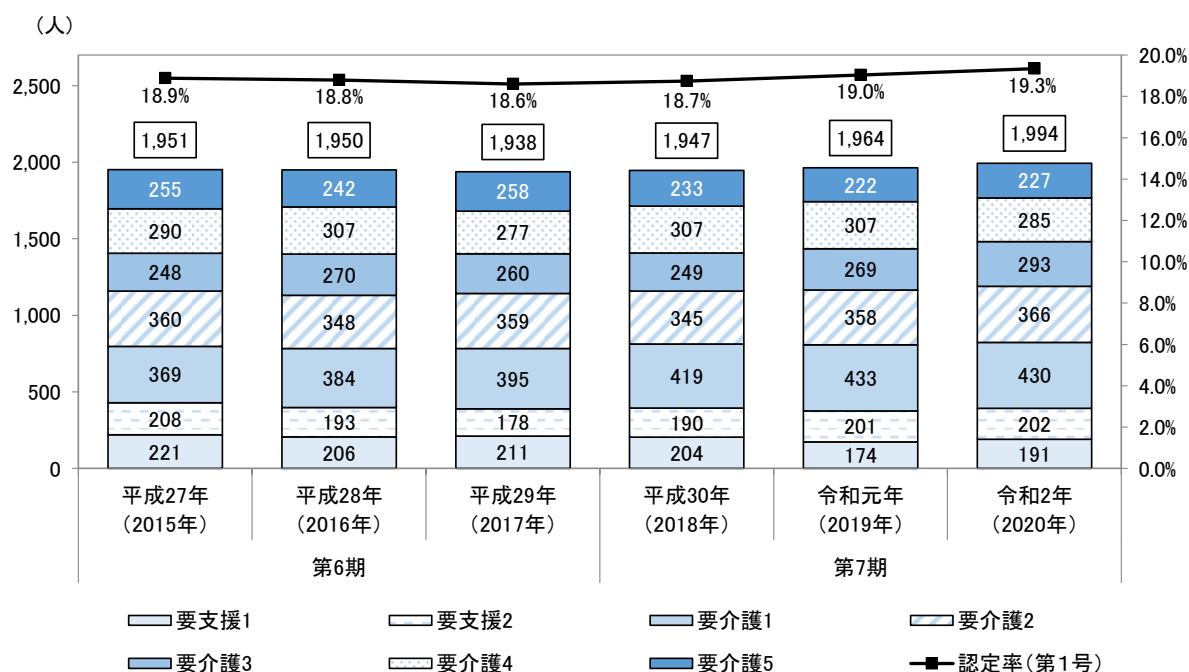 (人)
20.0%
18.0%
16.0%
14.0%
12.0%
10.0%
8.0%
6.0%
4.0%
2.0%
0.0%
2,500
2,000
1,500
1,000
500
0
18.9% 18.8% 18.6% 18.7% 19.0% 19.3%
1,951 1,950 1,938 1,947 1,964 1,994
255 242 258 233 222 227
290 307 277 307 307 285
248 270 260 249 269 293
360 348 359 345 358 366
369 384 395 419 433 430
208 193 178 190 201 202
221 206 211 204 174 191
平成27年 平成28年 平成29年 平成30年 令和元年 令和2年
(2015年) (2016年) (2017年) (2018年) (2019年) (2020年)
第6期 第7期
要支援1 要支援2 要介護1 要介護2
要介護3 要介護4 要介護5 認定率(第1号)